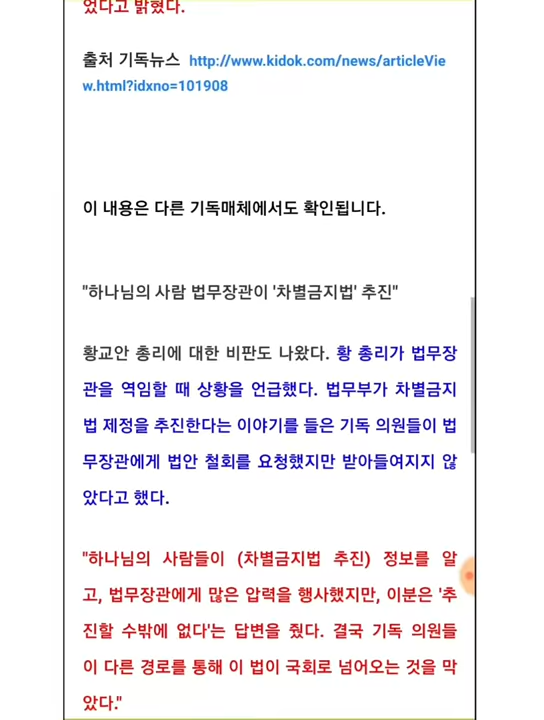 었다고 밝혔다.
출처 기독뉴스 http://www.kidok.com/news/articleVie
w.html?idxno=101908
이 내용은 다른 기독매체에서도 확인됩니다.
"하나님의 사람 법무장관이 '차별금지법' 추진"
황교안 총리에 대한 비판도 나왔다. 황 총리가 법무장
관을 역임할 때 상황을 언급했다. 법무부가 차별금지
법 제정을 추진한다는 이야기를 들은 기독 의원들이 법
무장관에게 법안 철회를 요청했지만 받아들여지지 않
았다고 했다.
"하나님의 사람들이 (차별금지법 추진) 정보를 알
고, 법무장관에게 많은 압력을 행사했지만, 이분은 '추
진할 수밖에 없다'는 답변을 줬다. 결국 기독 의원들
이 다른 경로를 통해 이 법이 국회로 넘어오는 것을 막
았다."